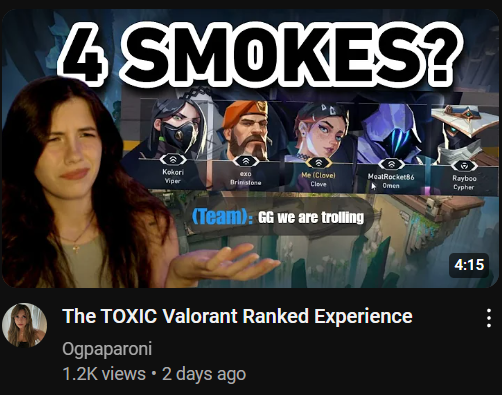 4 SMOKES?
Kokori
Viper
exo
Brimstone
Me (Clove)
Clove
MoatRocket86
Omen
Rayboo
Cypher
(Team): GG we are trolling
4:15
The TOXIC Valorant Ranked Experience
Ogpaparoni
1.2K views • 2 days ago